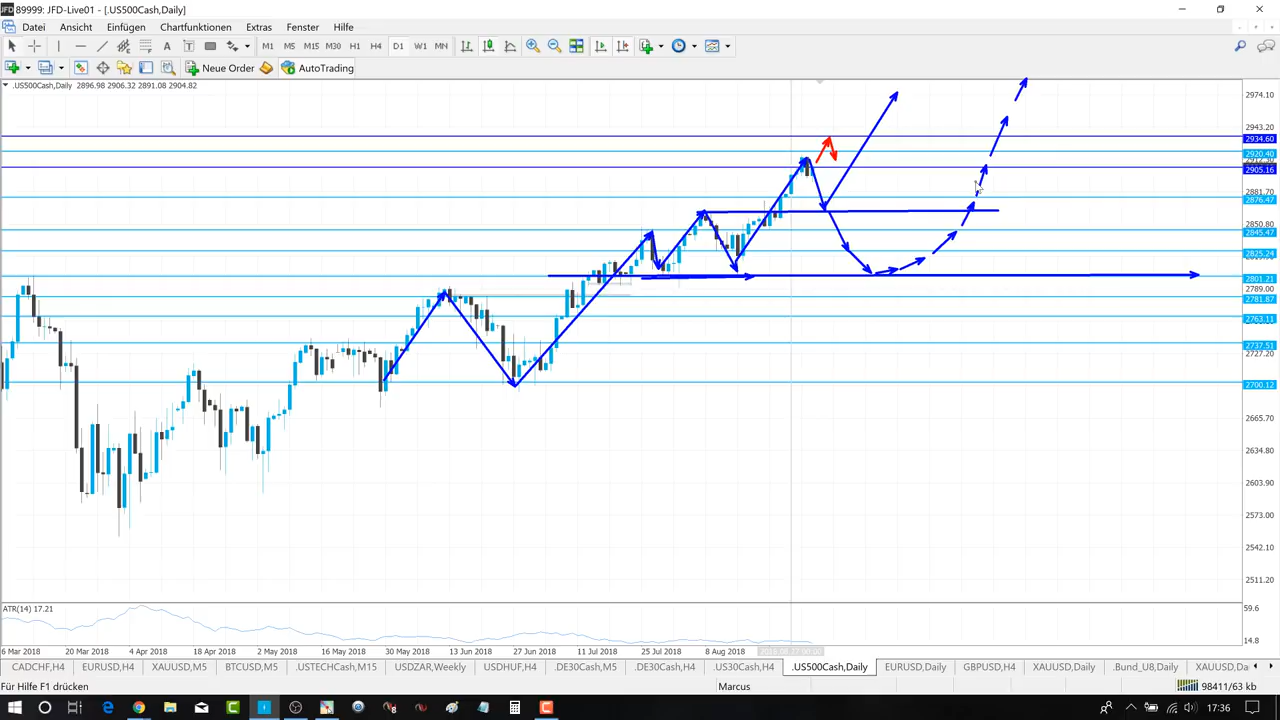 89999: JFD-Live01 - [.US500Cash,Daily]
Datei Ansicht Einfügen Chartfunktionen Extras Fenster Hilfe
A T M1 M5 M15 M30 H1 H4 D1 W1 MN
Neue Order AutoTrading
.US500Cash,Daily 2896.98 2906.32 2891.08 2904.82
2974.10
2943.20
2934.60
2920.40
2905.16
2881.70
2876.47
2850.80
2845.47
2825.24
2801.21
2789.00
2781.87
2763.11
2737.51
2727.20
2700.12
2665.70
2634.80
2603.90
2573.00
2542.10
2511.20
ATR(14) 17.21
59.6
14.8
6 Mar 2018 20 Mar 2018 4 Apr 2018 18 Apr 2018 2 May 2018 16 May 2018 30 May 2018 13 Jun 2018 27 Jun 2018 11 Jul 2018 25 Jul 2018 8 Aug 2018 2018.08.27 00:00
CADCHF,H4 EURUSD,H4 XAUUSD,M5 BTCUSD,M5 .USTECHCash,M15 USDZAR,Weekly USDHUF,H4 .DE30Cash,M5 .DE30Cash,H4 .US30Cash,H4 .US500Cash,Daily EURUSD,Daily GBPUSD,H4 XAUUSD,Daily .Bund_U8,Daily XAUUSD,Da
Für Hilfe F1 drücken Marcus 98411/63 kb
17:36